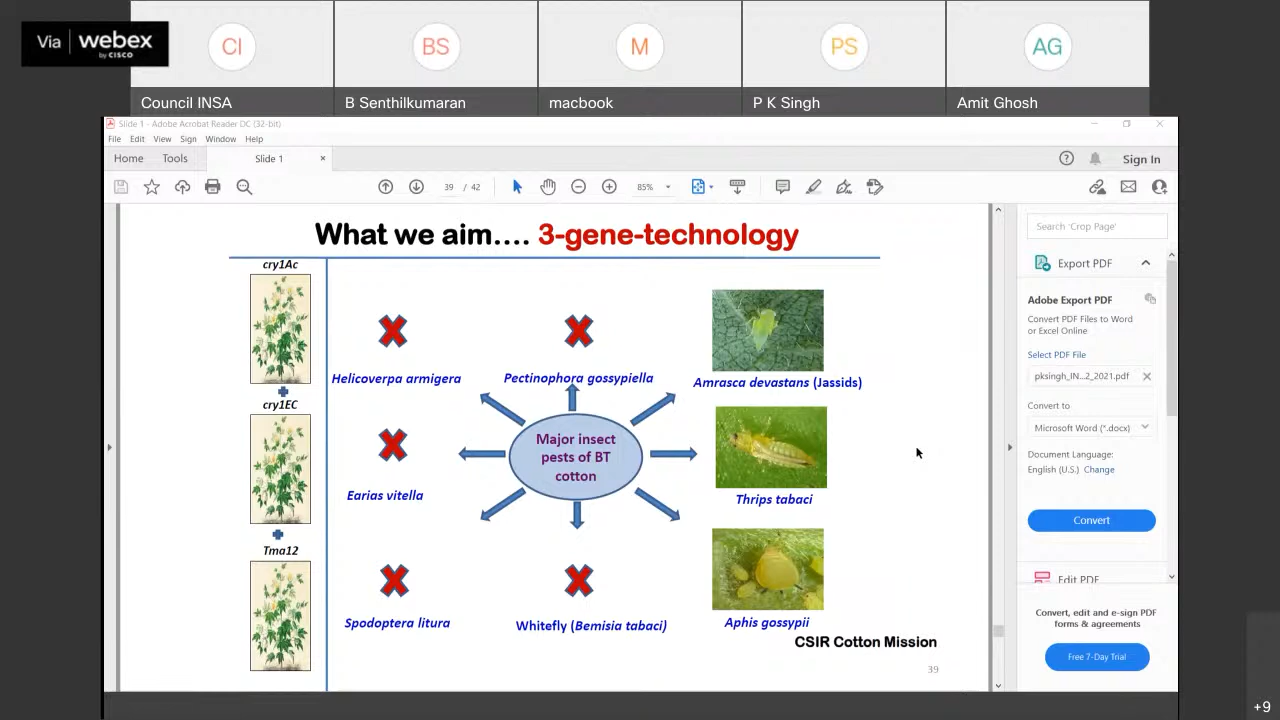 Via | webex
by CISCO
CI
BS
M
PS
AG
Council INSA
B Senthilkumaran
macbook
P K Singh
Amit Ghosh
Slide 1 - Adobe Acrobat Reader DC (32-bit)
File Edit View Sign Window Help
Home Tools Slide 1 × Sign In
39 / 42 85%
What we aim.... 3-gene-technology
cry1Ac
Helicoverpa armigera
Pectinophora gossypiella
Amrasca devastans (Jassids)
cry1EC
Major insect
pests of BT
cotton
Earias vitella
Thrips tabaci
Tma12
Spodoptera litura
Whitefly (Bemisia tabaci)
Aphis gossypii
CSIR Cotton Mission
39
Search 'Crop Page'
Export PDF
Adobe Export PDF
Convert PDF Files to Word
or Excel Online
Select PDF File
pksingh_IN...2_2021.pdf
Convert to
Microsoft Word (*.docx)
Document Language:
English (U.S.) Change
Convert
Edit PDF
Convert, edit and e-sign PDF
forms & agreements
Free 7-Day Trial
+9